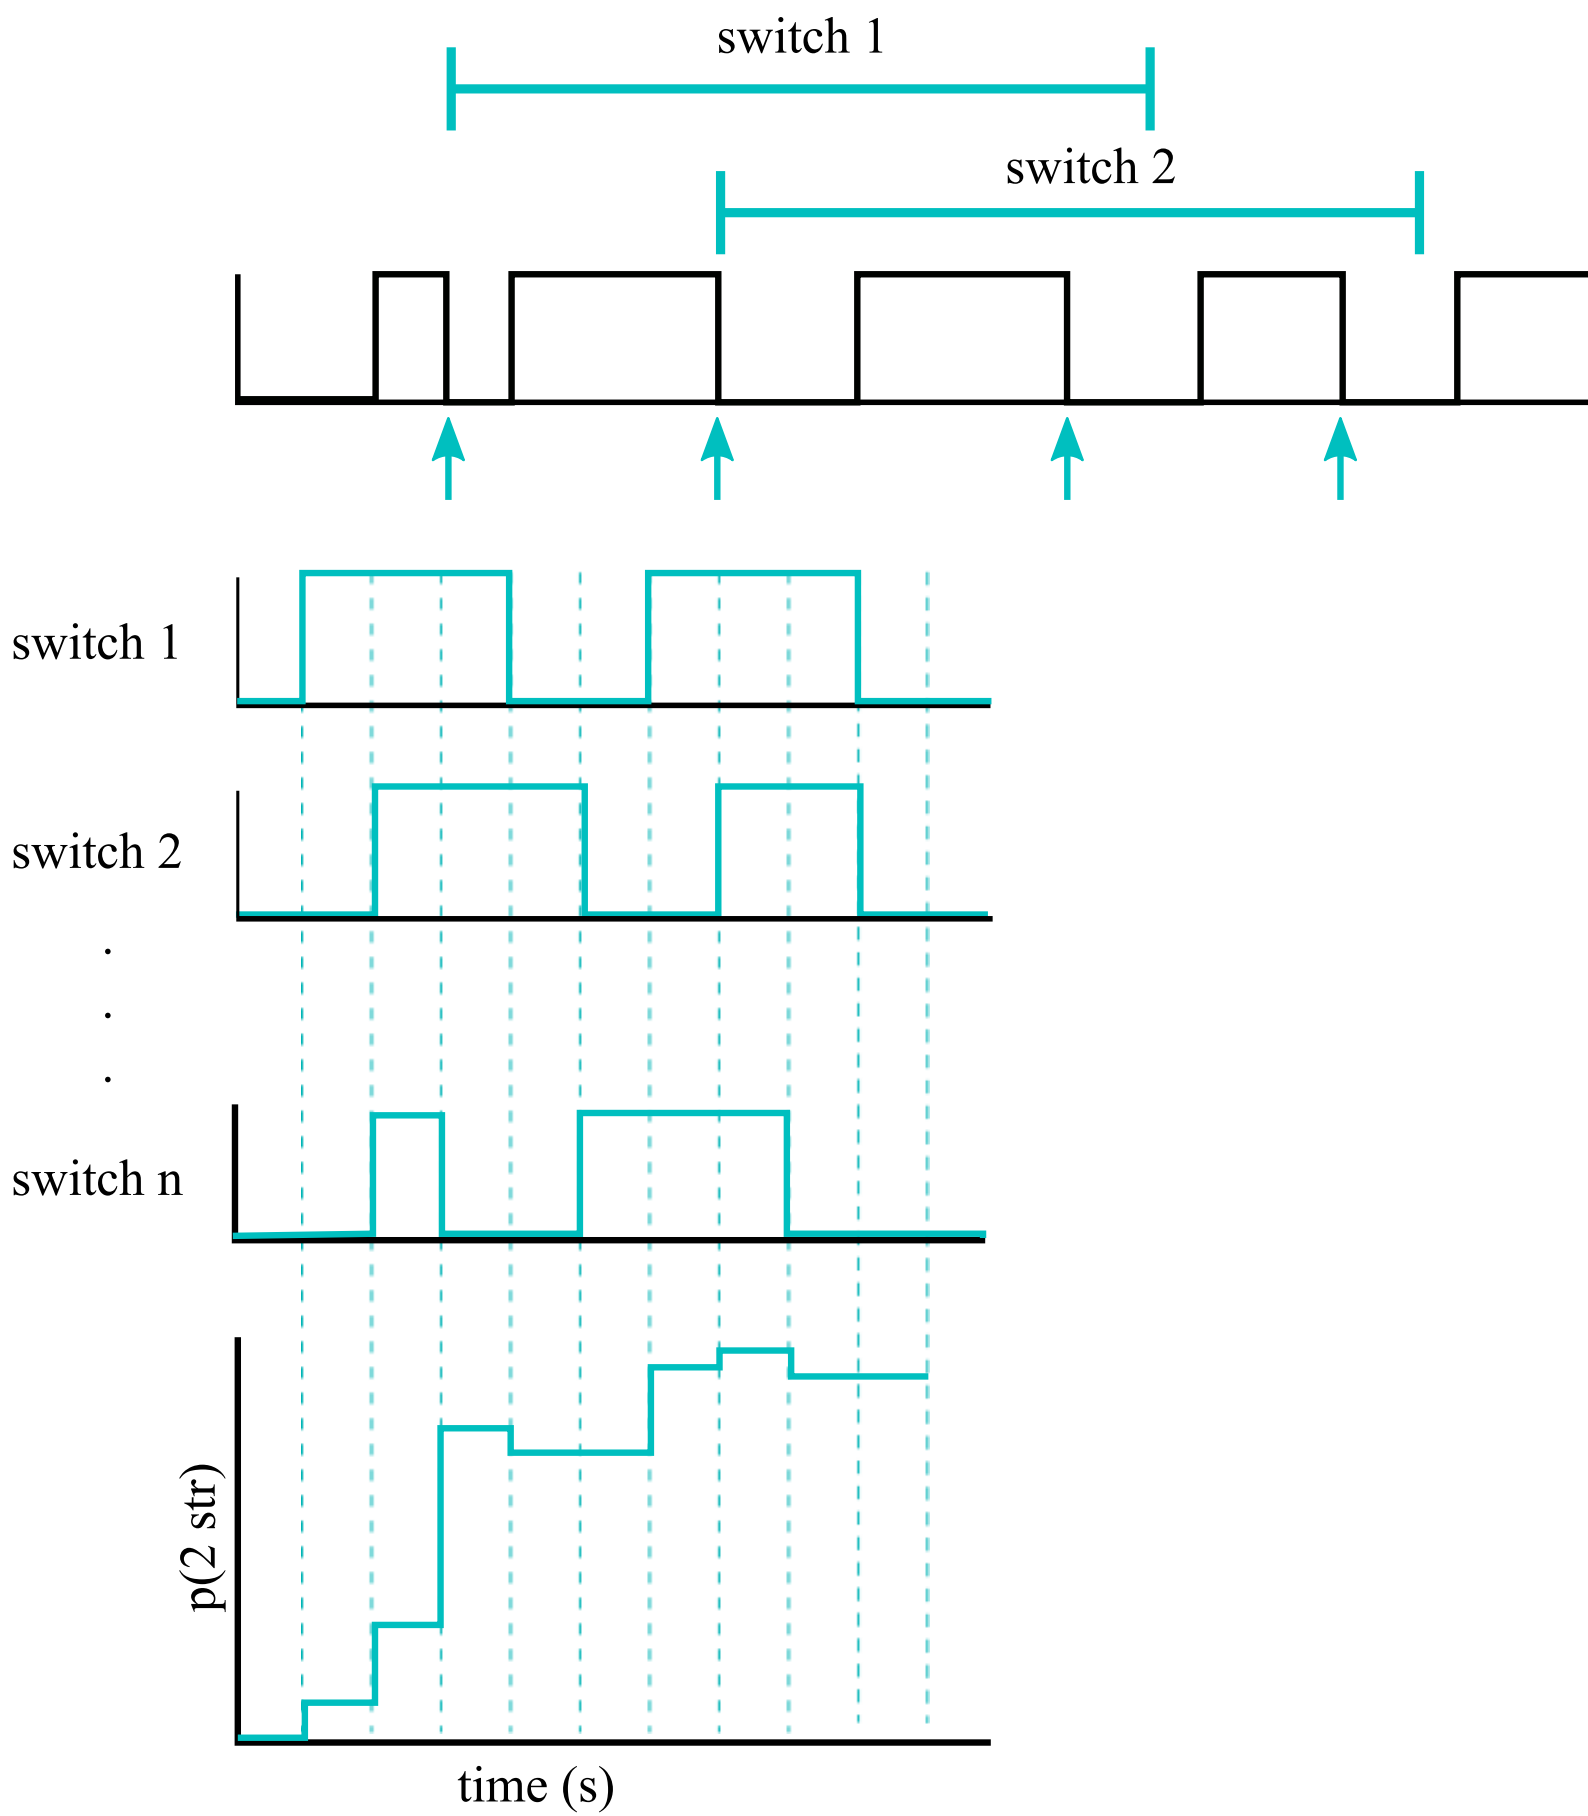 switch 1
switch 2
switch 1
switch 2
.
.
.
switch n
p(2 str)
time (s)